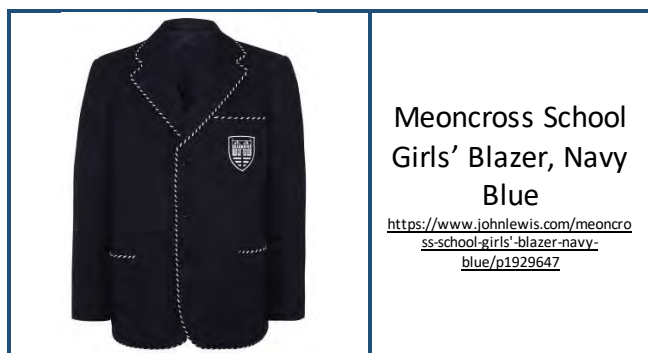 Meoncross School
Girls’ Blazer, Navy
Blue
https://www.johnlewis.com/meoncro
ss-school-girls'-blazer-navy-
blue/p1929647